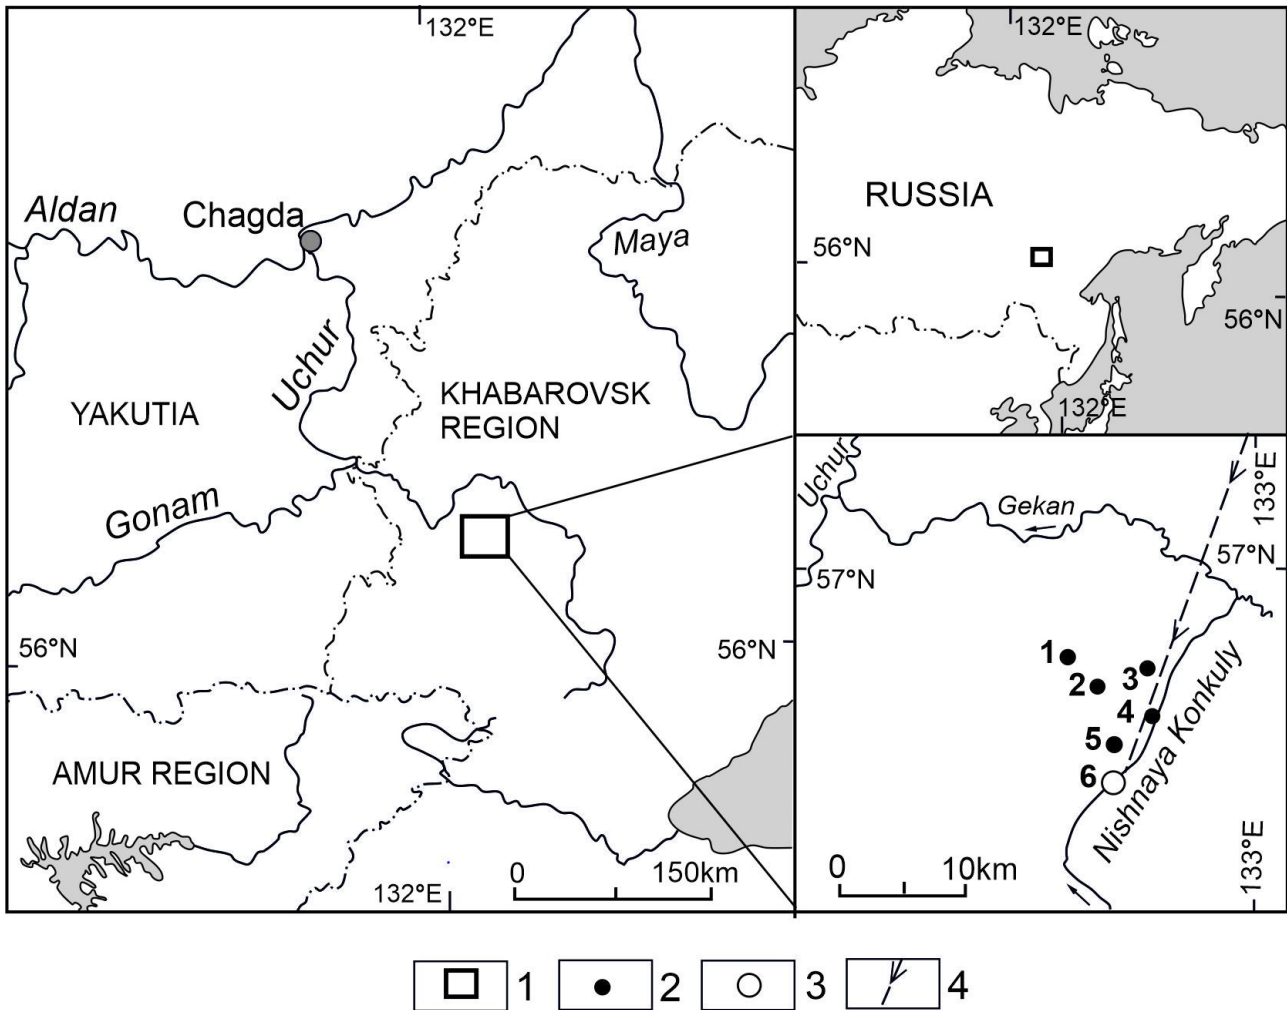 132°E
Aldan
Chagda
Maya
Uchur
YAKUTIA
KHABAROVSK
REGION
Gonam
56°N
56°N
AMUR REGION
132°E
0 150km
132°E
RUSSIA
56°N
56°N
132°E
Uchur
Gekan
133°E
57°N
57°N
1
2
3
4
5
6
Nishnaya Konkuly
0 10km
133°E
1 2 3 4